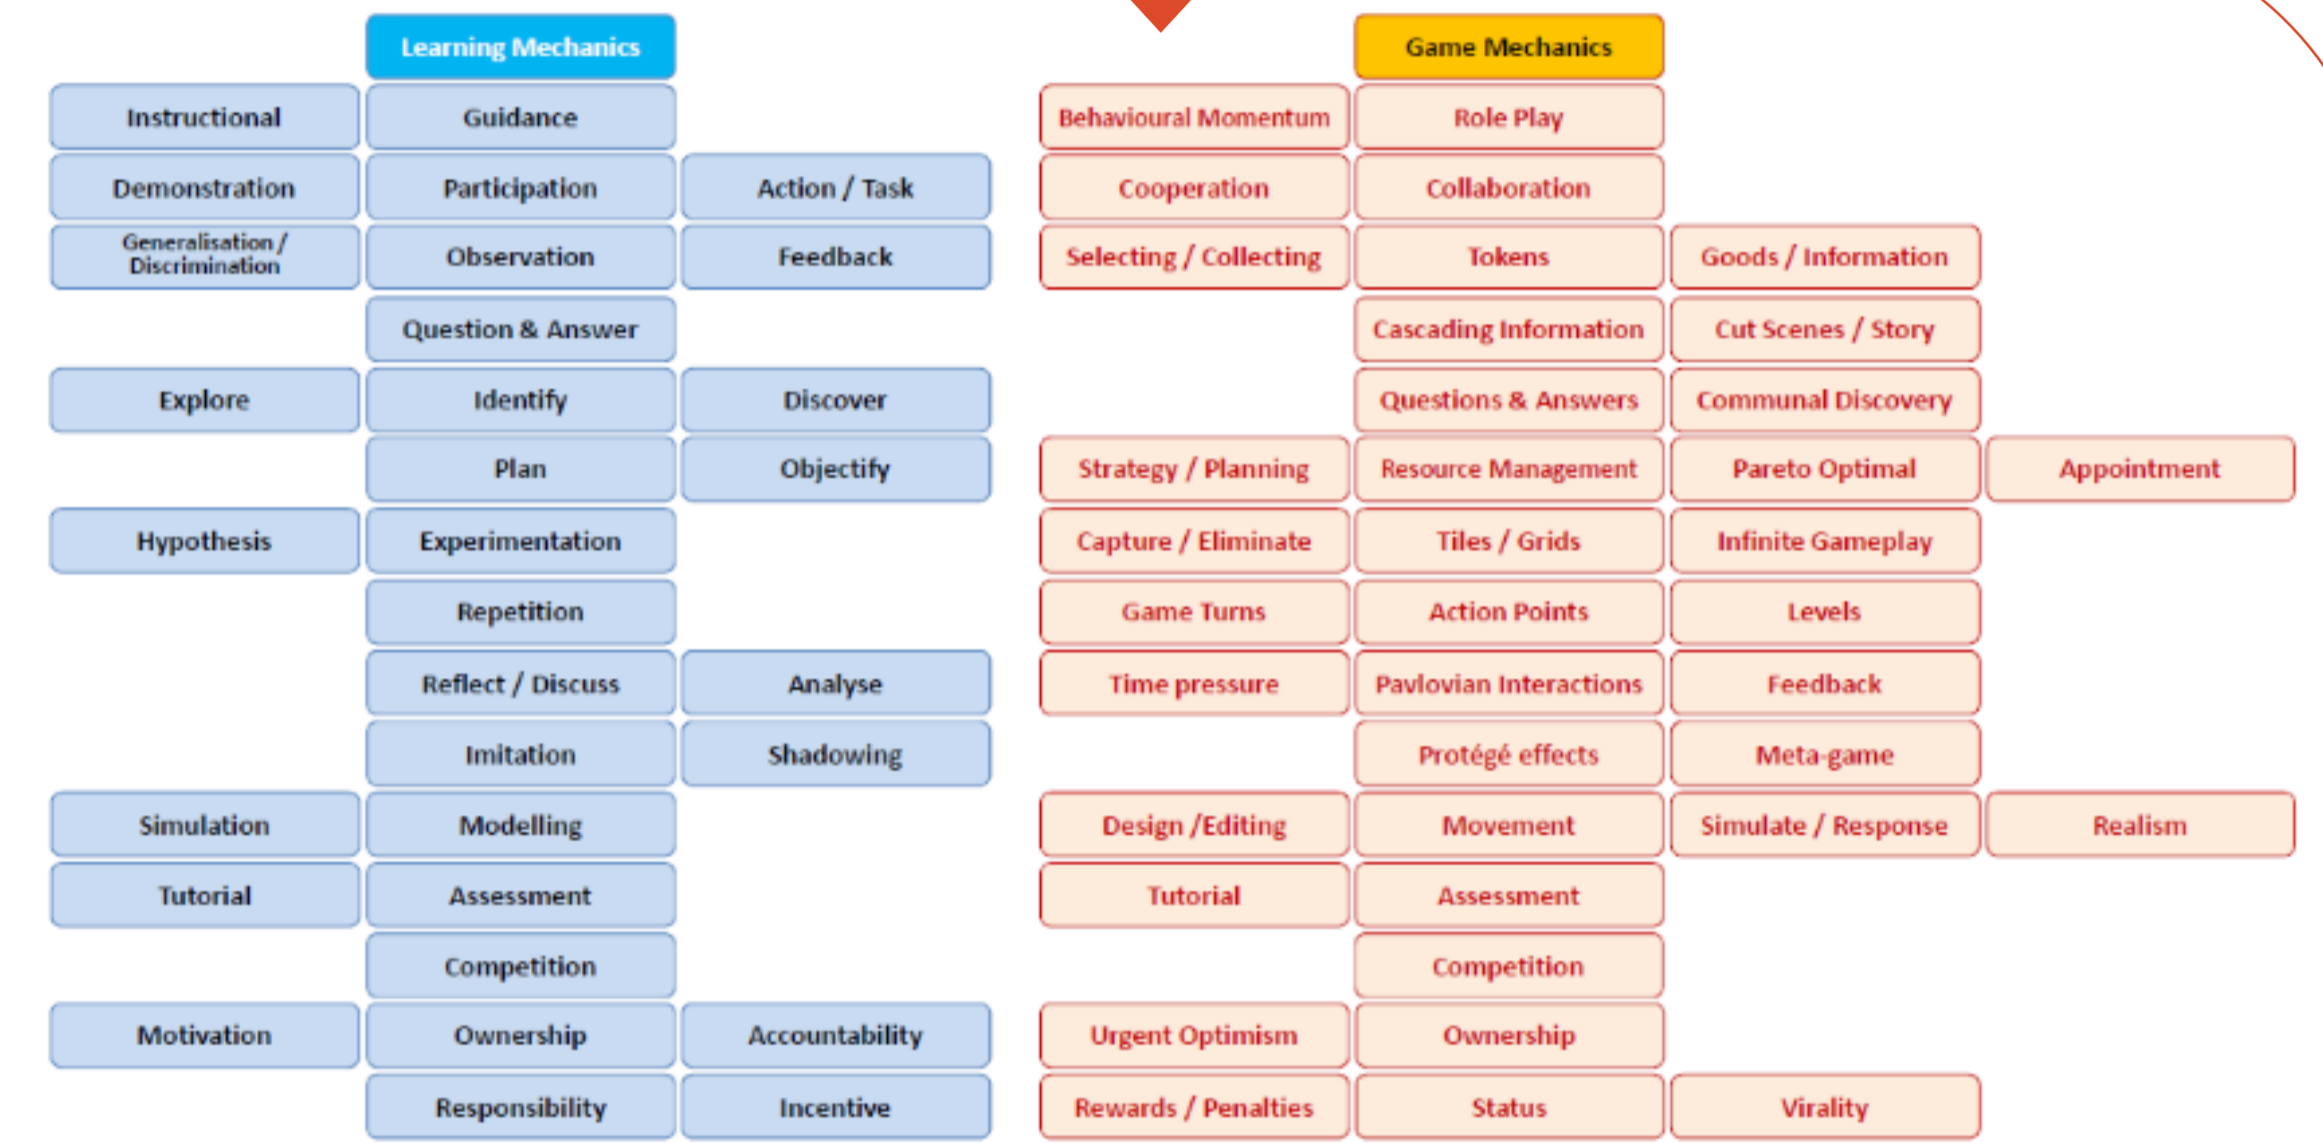 Learning Mechanics
Game Mechanics
Instructional
Guidance
Behavioural Momentum
Role Play
Demonstration
Participation
Action / Task
Cooperation
Collaboration
Generalisation /
Discrimination
Observation
Feedback
Selecting / Collecting
Tokens
Goods / Information
Question & Answer
Cascading Information
Cut Scenes / Story
Explore
Identify
Discover
Questions & Answers
Communal Discovery
Plan
Objectify
Strategy / Planning
Resource Management
Pareto Optimal
Appointment
Hypothesis
Experimentation
Capture / Eliminate
Tiles / Grids
Infinite Gameplay
Repetition
Game Turns
Action Points
Levels
Reflect / Discuss
Analyse
Time pressure
Pavlovian Interactions
Feedback
Imitation
Shadowing
Protégé effects
Meta-game
Simulation
Modelling
Design /Editing
Movement
Simulate / Response
Realism
Tutorial
Assessment
Tutorial
Assessment
Competition
Competition
Motivation
Ownership
Accountability
Urgent Optimism
Ownership
Responsibility
Incentive
Rewards / Penalties
Status
Virality